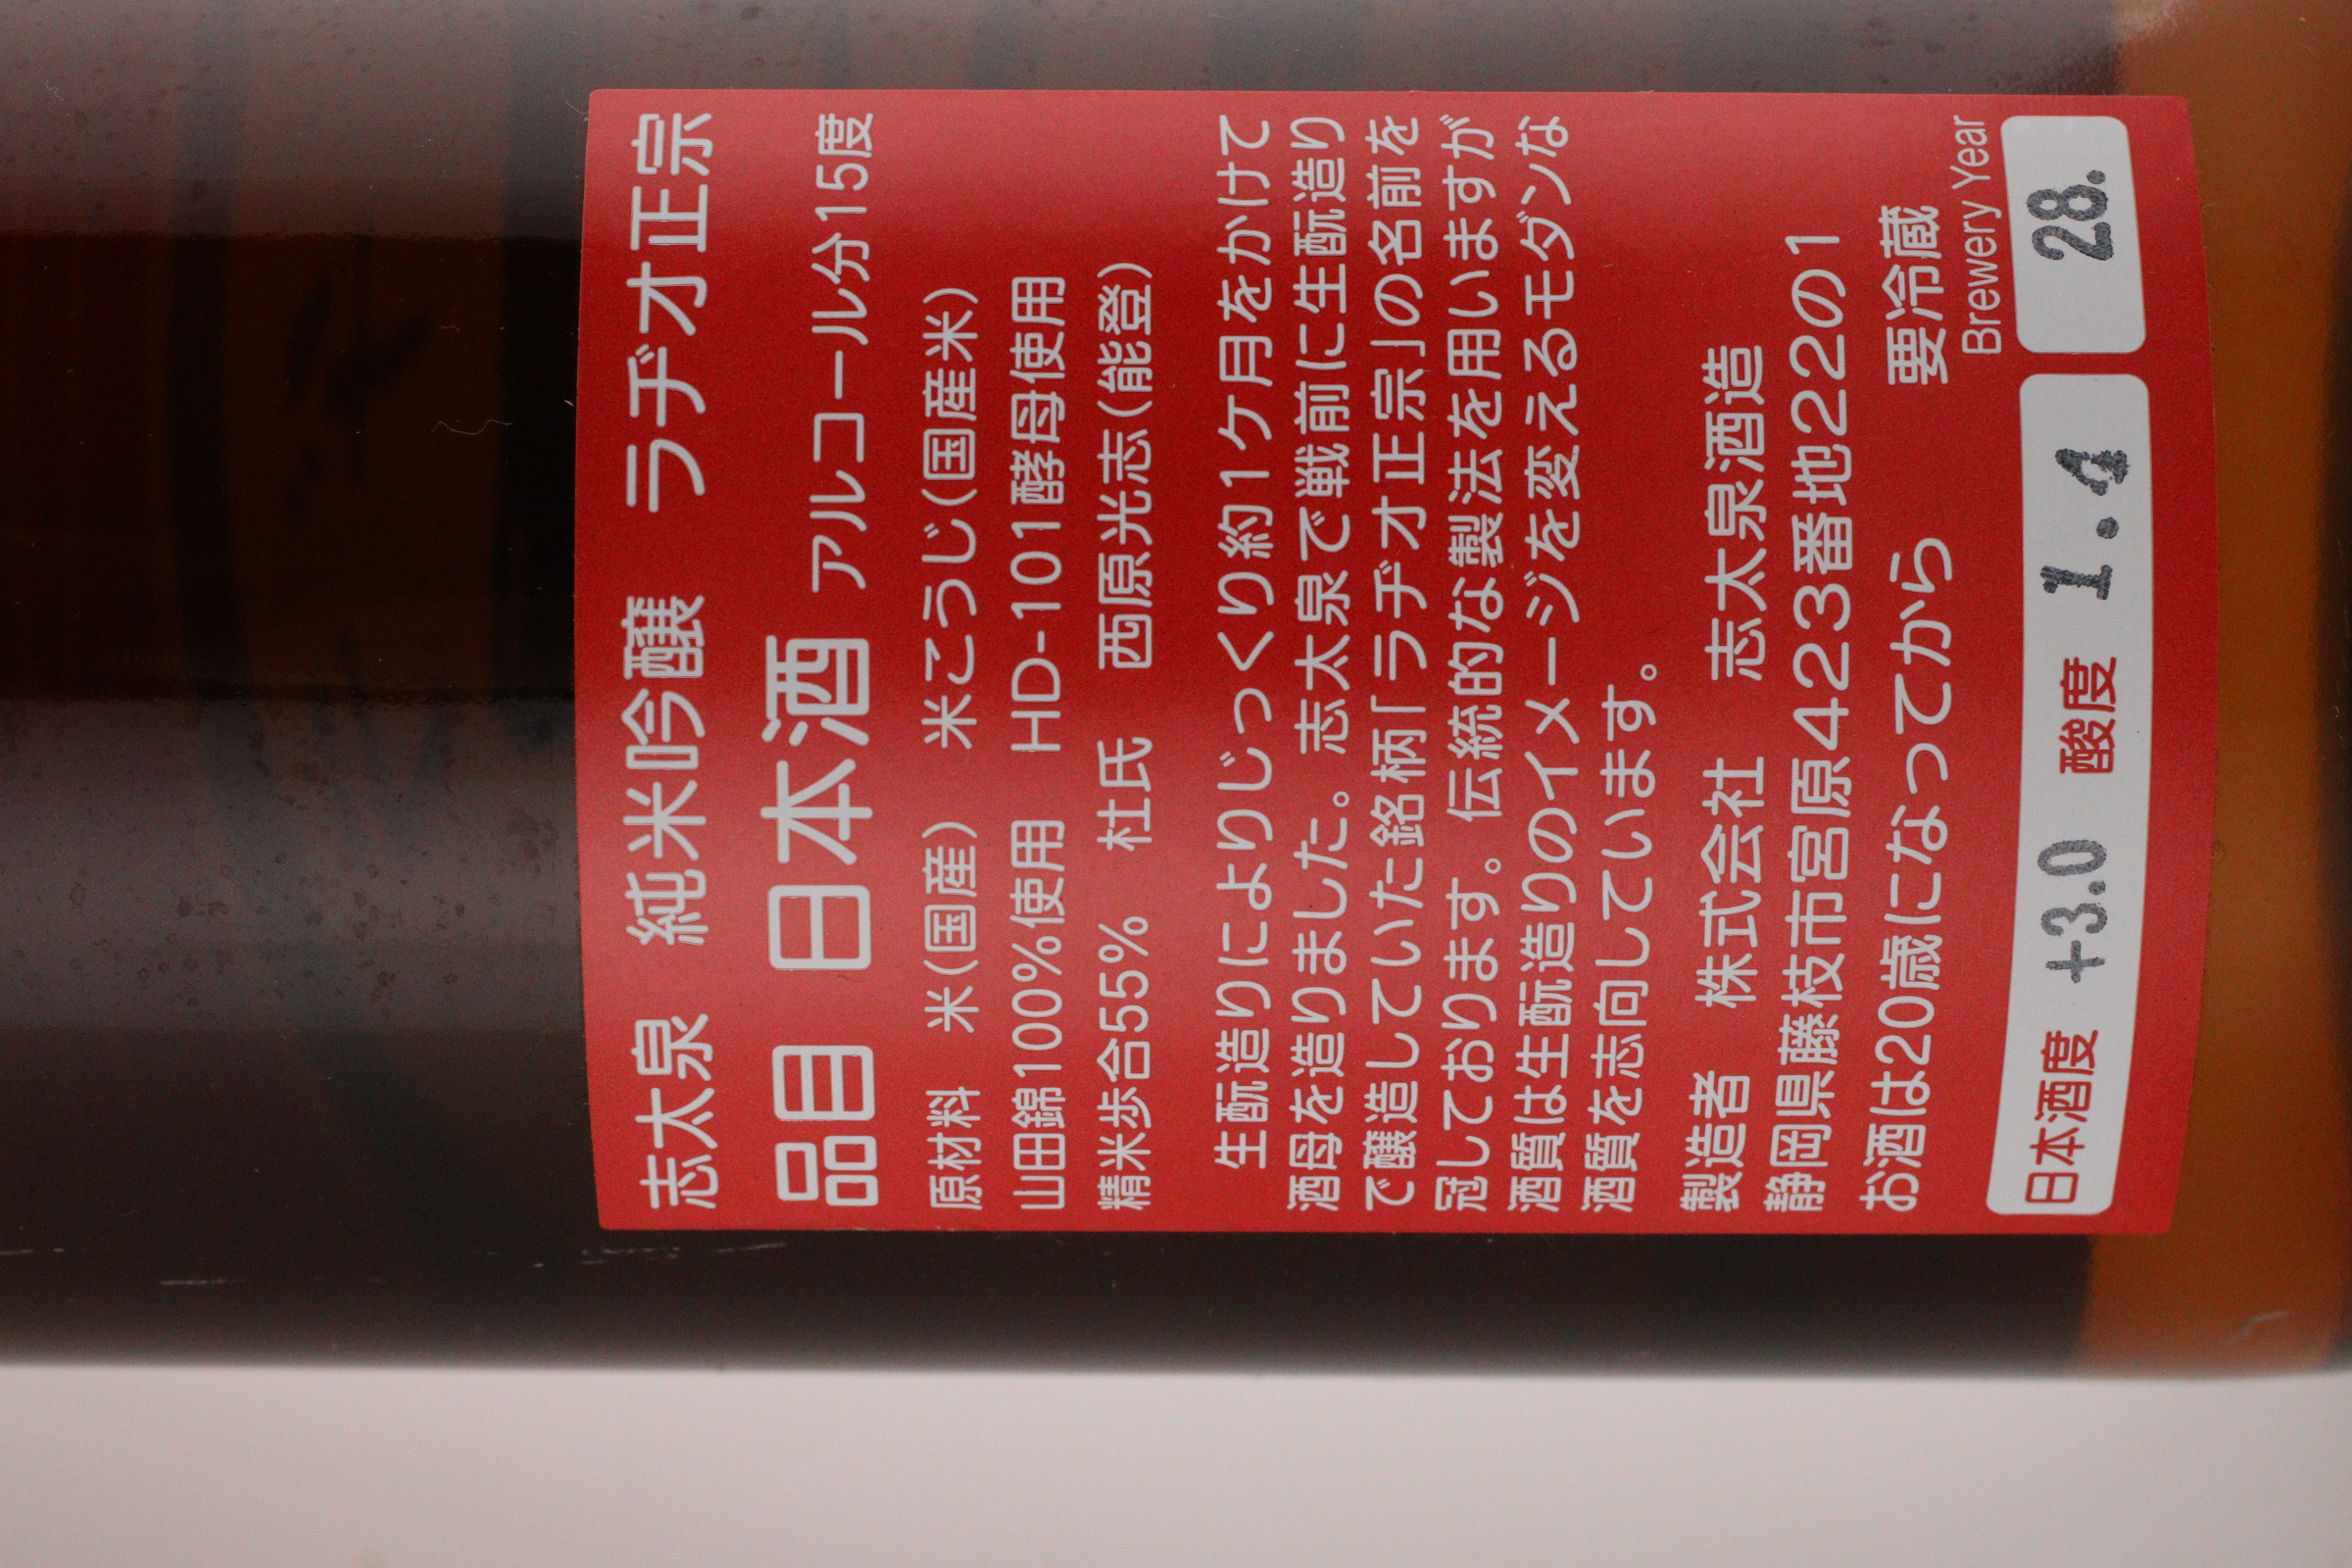 志太泉　純米吟醸　ラヂオ正宗
品目　日本酒　アルコール分15度
原材料　米(国産)　米こうじ(国産米)
山田錦100%使用　HD-101酵母使用
精米歩合55%　杜氏　西原光志(能登)
生酛造りによりじっくり約1ケ月をかけて
酒母を造りました。志太泉で戦前に生酛造り
で醸造していた銘柄「ラヂオ正宗」の名前を
冠しております。伝統的な製法を用いますが
酒質は生酛造りのイメージを変えるモダンな
酒質を志向しています。
製造者　株式会社　志太泉酒造
静岡県藤枝市宮原423番地22の1
お酒は20歳になってから　要冷蔵
Brewery Year
日本酒度 +3.0 酸度 1.4 28.